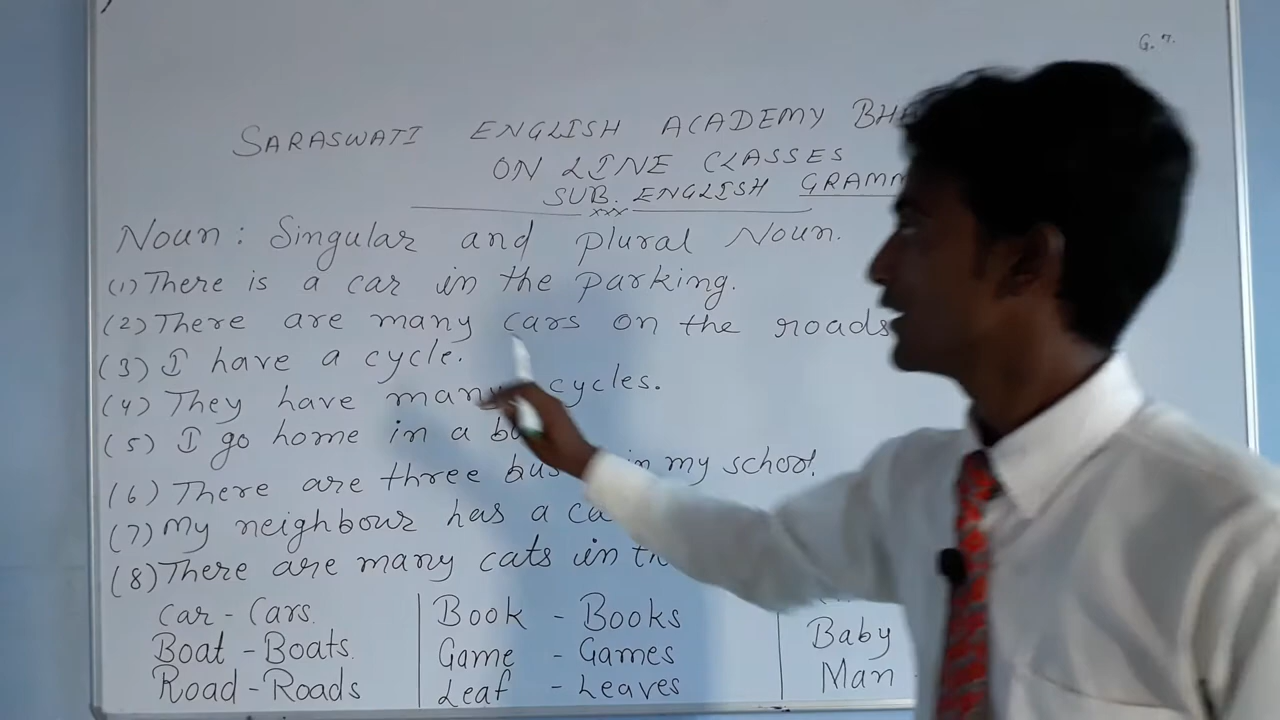 G. 7.
SARASWATI ENGLISH ACADEMY
ON LINE CLASSES
SUB. ENGLISH
xxx
Noun: Singular and plural Noun.
(1) There is a car in the parking.
(2) There are many cars on the roads
(3) I have a cycle.
(4) They have many cycles.
(5) I go home in a
(6) There are three in my school.
(7) My neighbour has a
(8) There are many cats in
Car - Cars.
Boat - Boats.
Road - Roads
Book - Books
Game - Games
Leaf - Leaves
Baby
Man